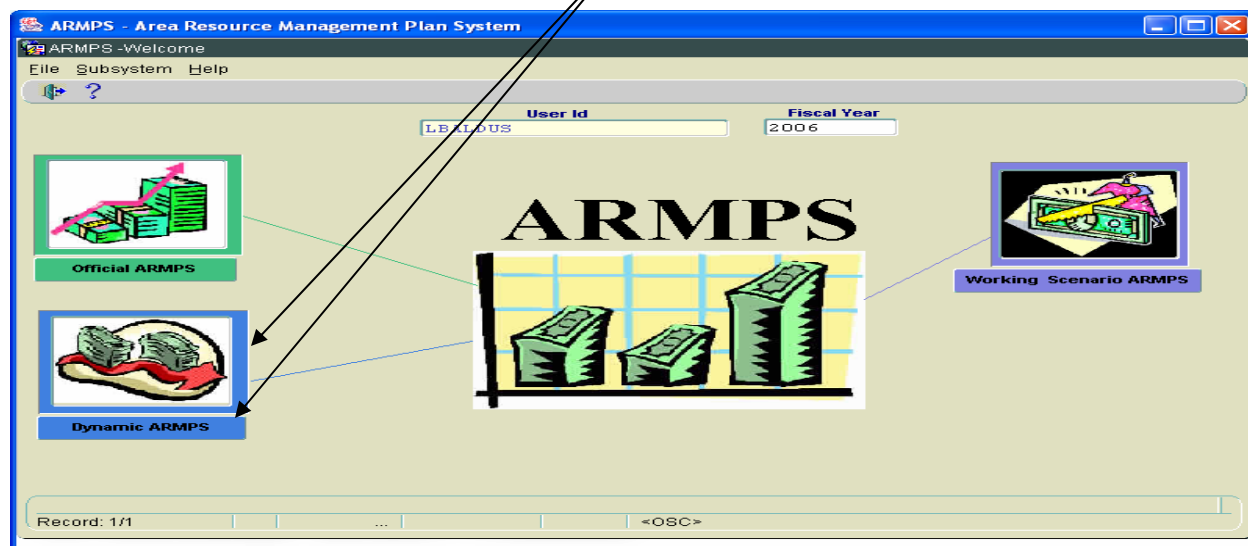 ARMPS - Area Resource Management Plan System
ARMPS -Welcome
File Subsystem Help
?
User Id Fiscal Year
LBALDUS 2006
ARMPS
Official ARMPS
Working Scenario ARMPS
Dynamic ARMPS
Record: 1/1 ... <OSC>